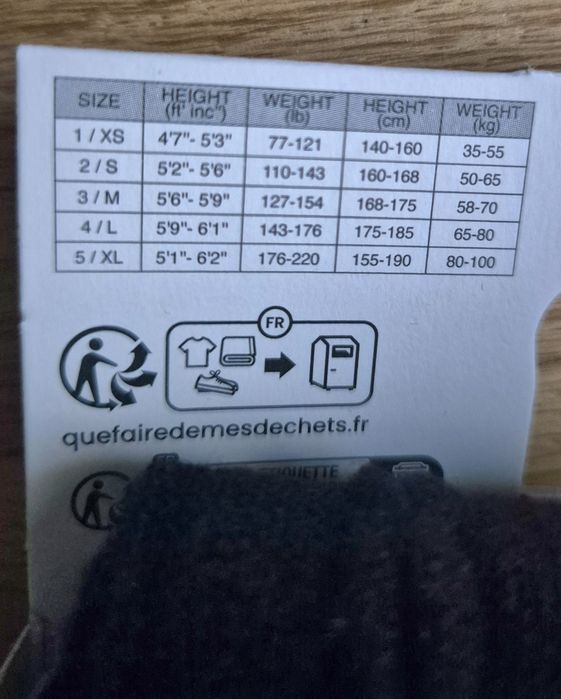 SIZE HEIGHT (ft' inc") WEIGHT (lb) HEIGHT (cm) WEIGHT (kg)
1 / XS 4'7"- 5'3" 77-121 140-160 35-55
2 / S 5'2"- 5'6" 110-143 160-168 50-65
3 / M 5'6"- 5'9" 127-154 168-175 58-70
4 / L 5'9"- 6'1" 143-176 175-185 65-80
5 / XL 5'1"- 6'2" 176-220 155-190 80-100
FR
quefairedemesdechets.fr